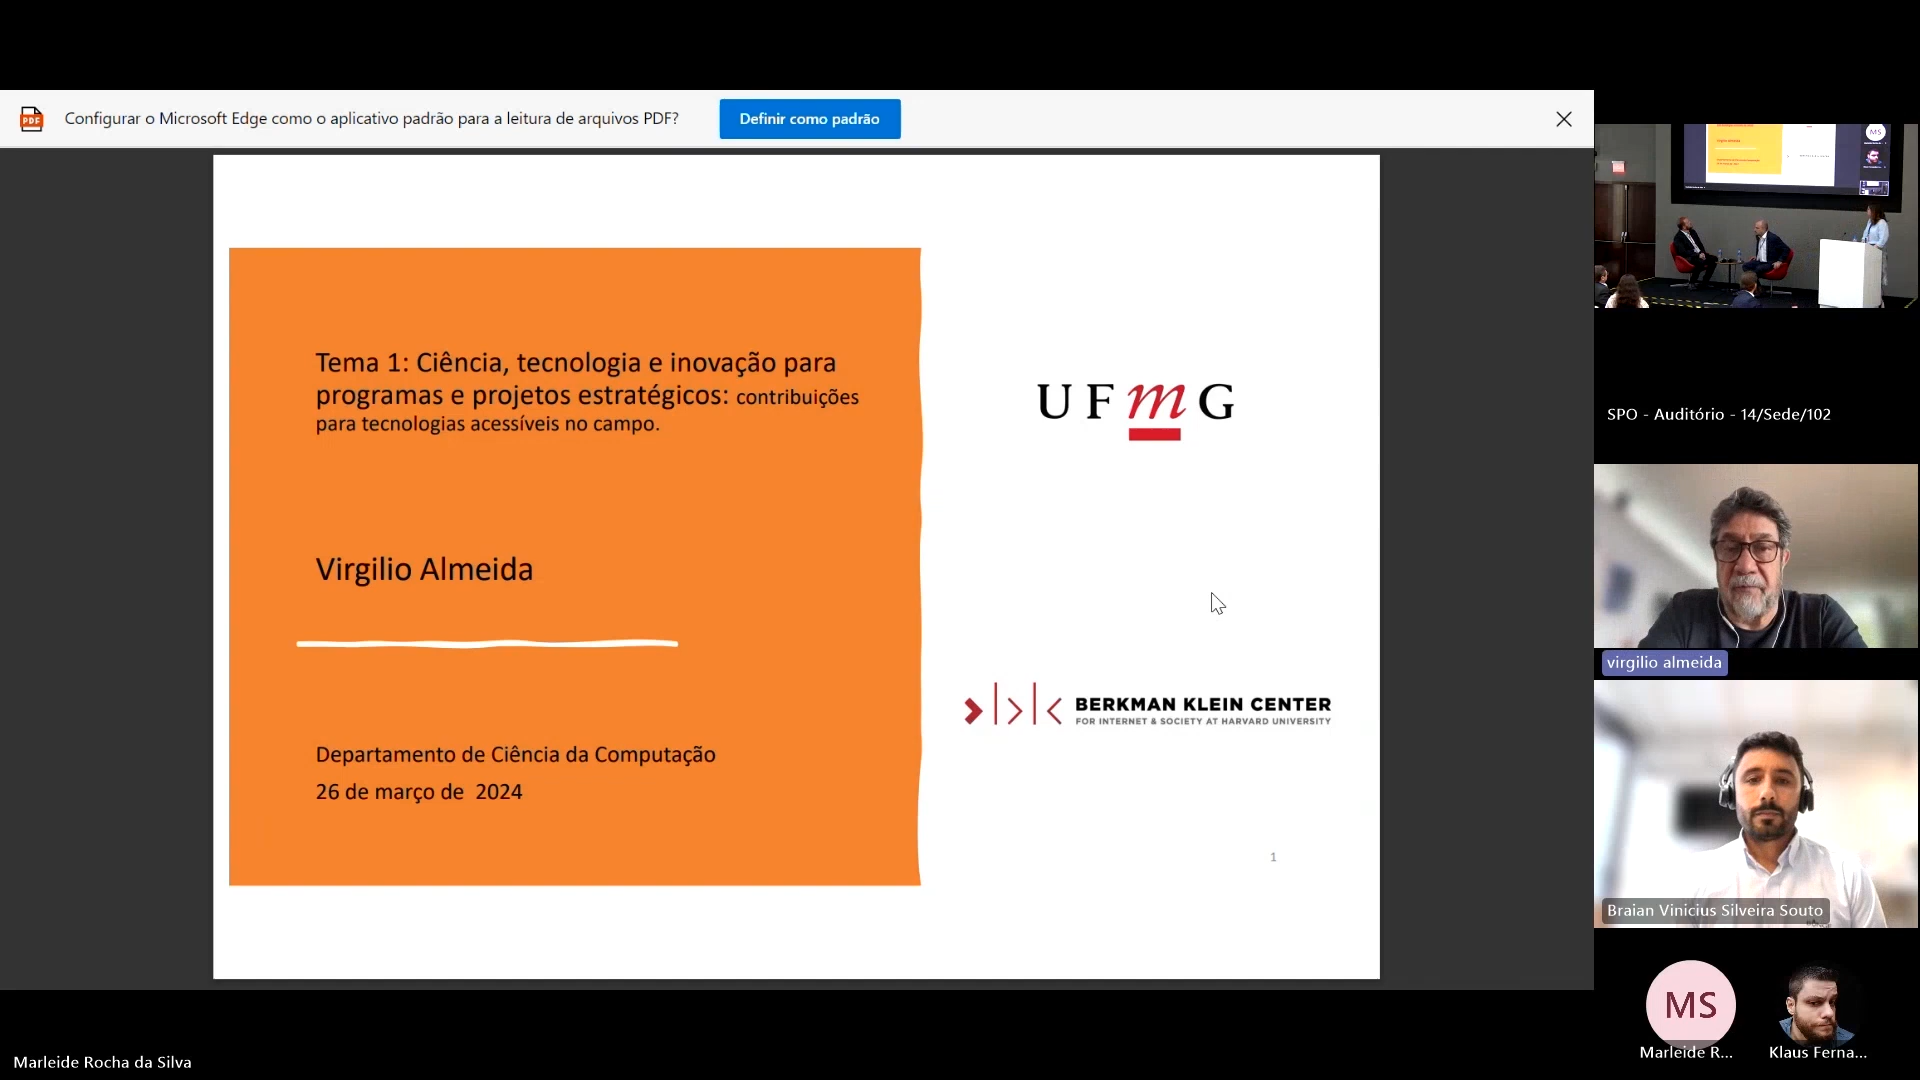 Configurar o Microsoft Edge como o aplicativo padrão para a leitura de arquivos PDF?
Definir como padrão
PDF
Tema 1: Ciência, tecnologia e inovação para
programas e projetos estratégicos: contribuições
para tecnologias acessíveis no campo.
Virgilio Almeida
Departamento de Ciência da Computação
26 de março de 2024
UFmG
BERKMAN KLEIN CENTER
FOR INTERNET & SOCIETY AT HARVARD UNIVERSITY
1
MS
SPO - Auditório - 14/Sede/102
virgilio almeida
Braian Vinicius Silveira Souto
MS
Marleide R...
Klaus Ferna...
Marleide Rocha da Silva